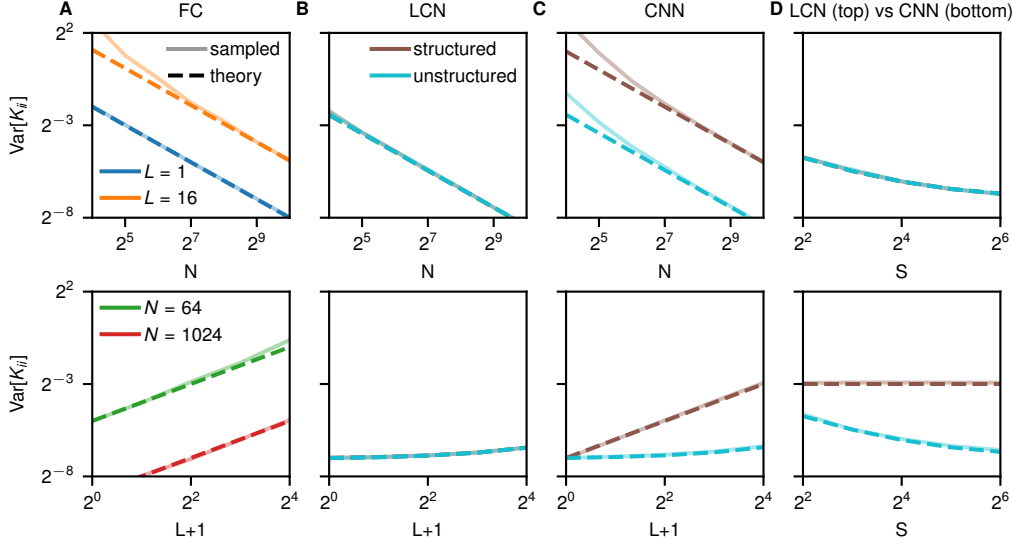 A FC
B LCN
C CNN
D LCN (top) vs CNN (bottom)
Var[K_ii]
2^2
2^−3
2^−8
sampled
theory
L = 1
L = 16
2^5 2^7 2^9
N
2^5 2^7 2^9
N
structured
unstructured
2^5 2^7 2^9
N
2^2 2^4 2^6
S
Var[K_ii]
2^2
2^−3
2^−8
N = 64
N = 1024
2^0 2^2 2^4
L+1
2^0 2^2 2^4
L+1
2^0 2^2 2^4
L+1
2^2 2^4 2^6
S